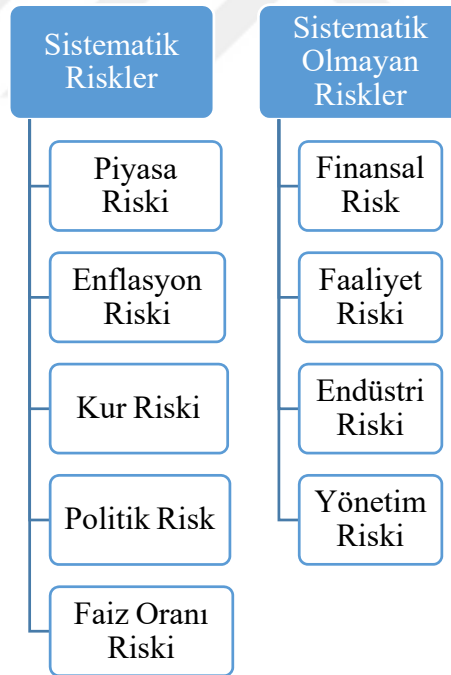 Sistematik
Riskler
Piyasa
Riski
Enflasyon
Riski
Kur Riski
Politik Risk
Faiz Oranı
Riski
Sistematik
Olmayan
Riskler
Finansal
Risk
Faaliyet
Riski
Endüstri
Riski
Yönetim
Riski